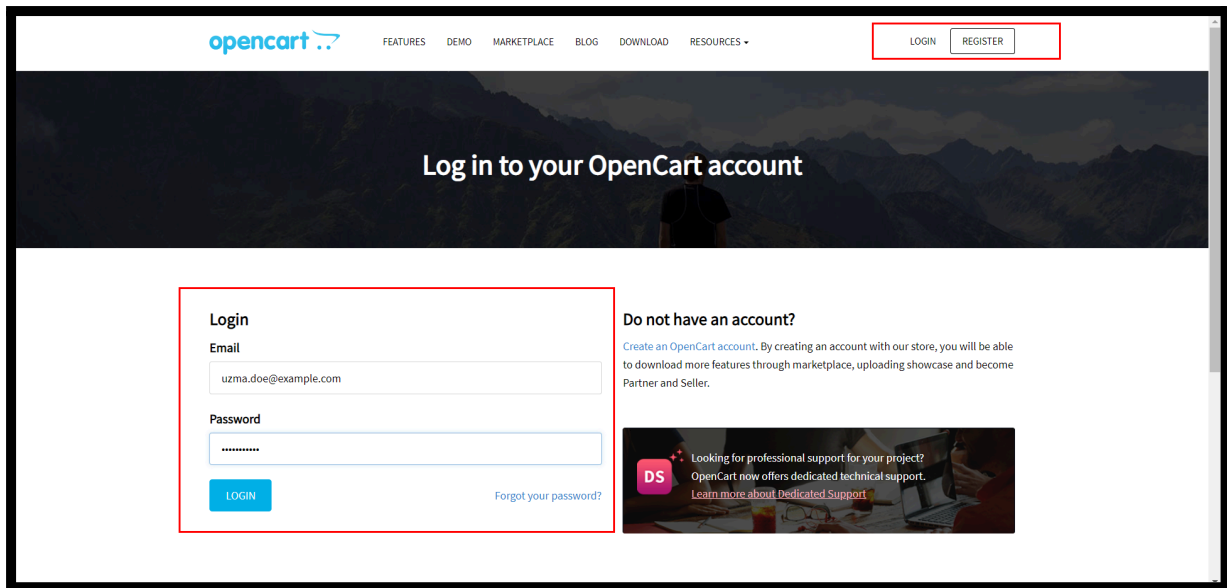 opencart
FEATURES DEMO MARKETPLACE BLOG DOWNLOAD RESOURCES
LOGIN REGISTER
Log in to your OpenCart account
Login
Email
uzma.doe@example.com
Password
•••••••••••
LOGIN
Forgot your password?
Do not have an account?
Create an OpenCart account. By creating an account with our store, you will be able
to download more features through marketplace, uploading showcase and become
Partner and Seller.
DS
Looking for professional support for your project?
OpenCart now offers dedicated technical support.
Learn more about Dedicated Support